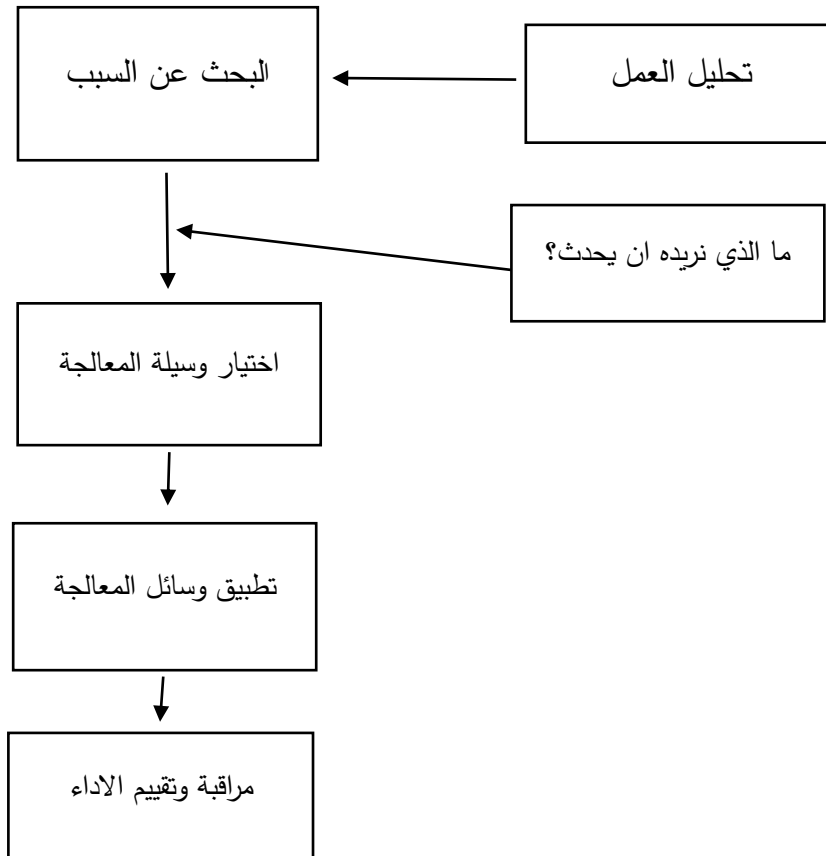 تحليل العمل
البحث عن السبب
ما الذي نريده ان يحدث؟
اختيار وسيلة المعالجة
تطبيق وسائل المعالجة
مراقبة وتقييم الاداء